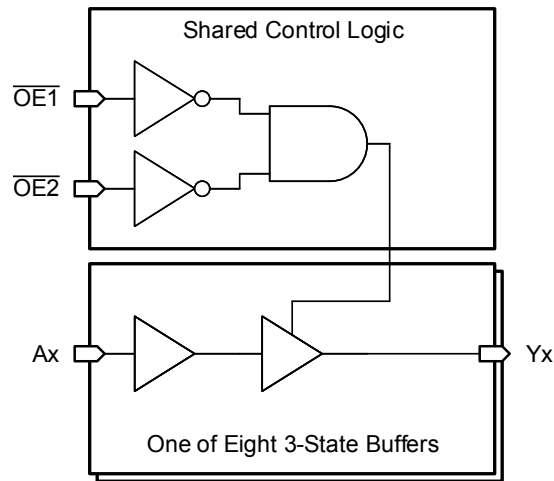 Shared Control Logic
OE1
OE2
Ax
Yx
One of Eight 3-State Buffers